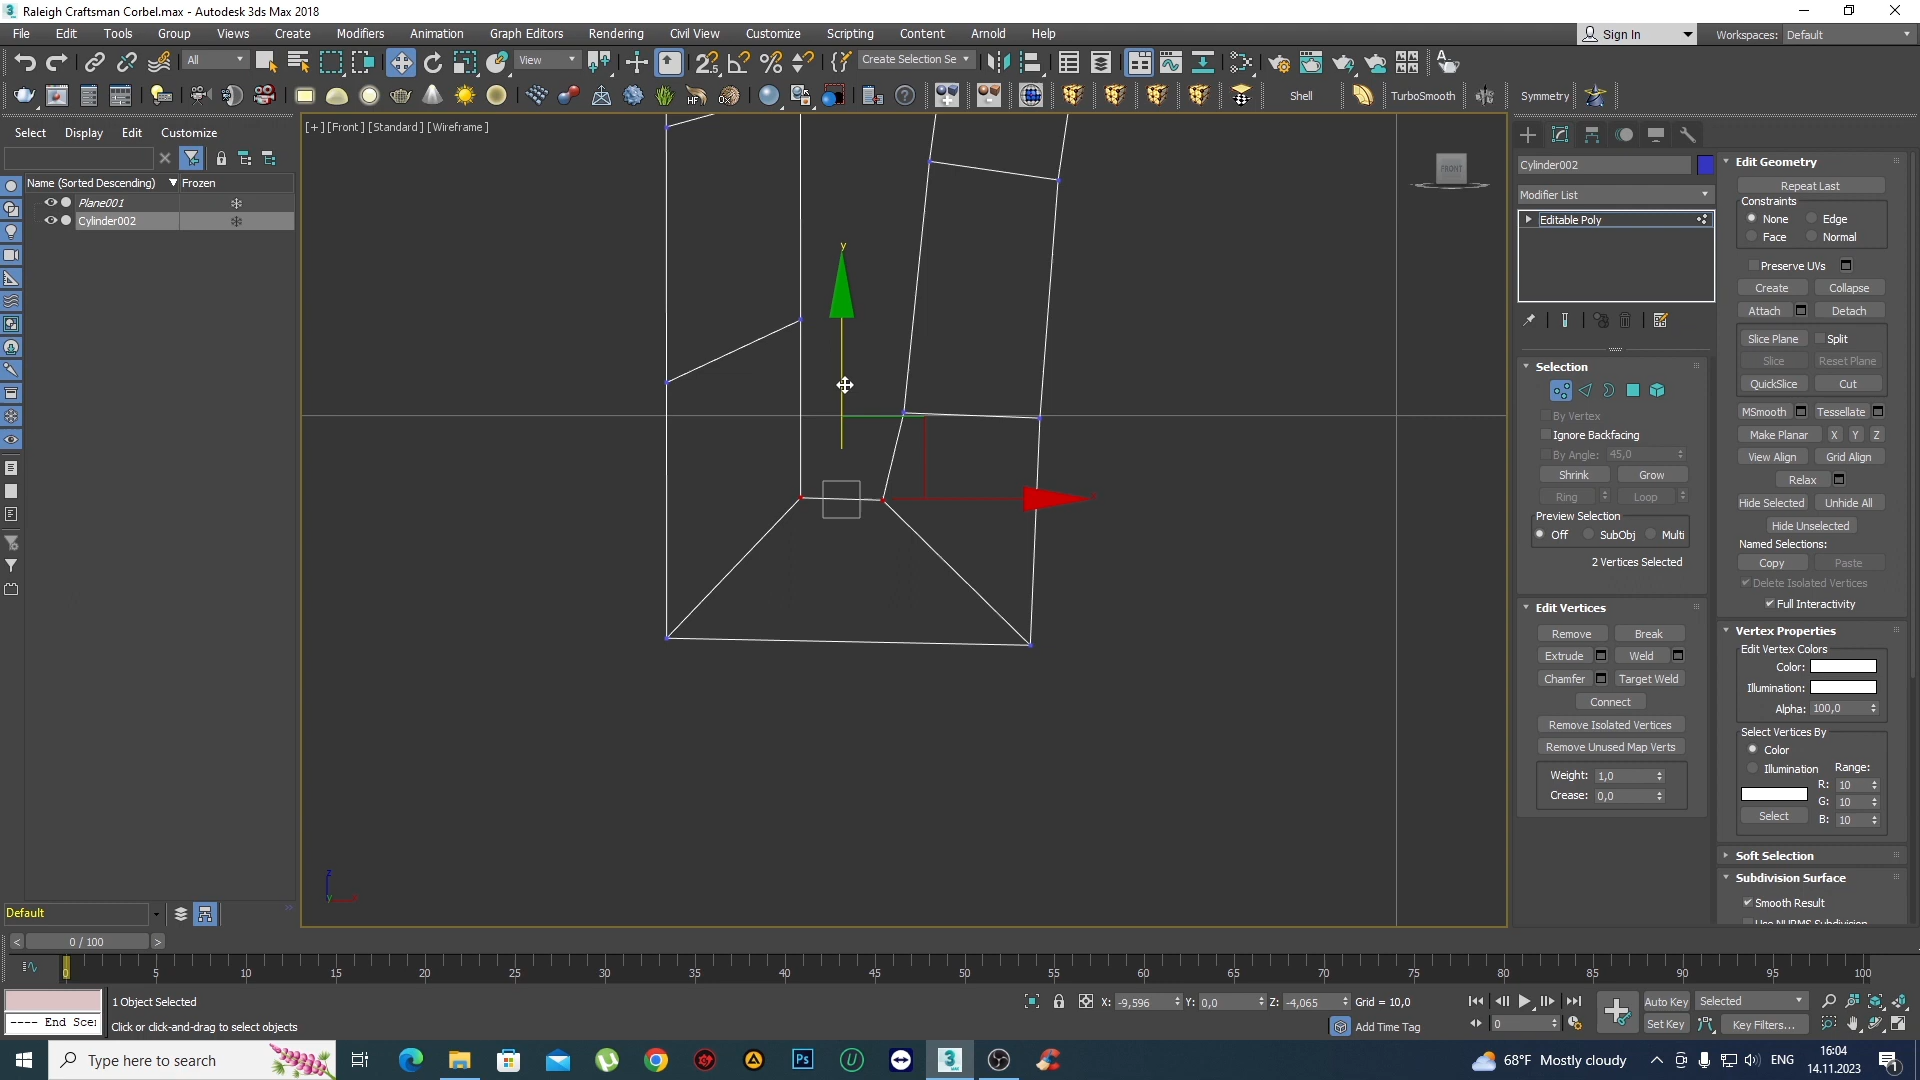 Raleigh Craftsman Corbel.max - Autodesk 3ds Max 2018
File Edit Tools Group Views Create Modifiers Animation Graph Editors Rendering Civil View Customize Scripting Content Arnold Help
Sign In
Workspaces: Default
All
View
Create Selection Se
Shell
TurboSmooth
Symmetry
Select Display Edit Customize
Name (Sorted Descending) Frozen
Plane001
Cylinder002
[+] [Front ] [Standard ] [Wireframe ]
FRONT
y
Cylinder002
Modifier List
Editable Poly
Selection
By Vertex
Ignore Backfacing
By Angle: 45,0
Shrink Grow
Ring Loop
Preview Selection
Off SubObj Multi
2 Vertices Selected
Edit Vertices
Remove Break
Extrude Weld
Chamfer Target Weld
Connect
Remove Isolated Vertices
Remove Unused Map Verts
Weight: 1,0
Crease: 0,0
Edit Geometry
Repeat Last
Constraints
None Edge
Face Normal
Preserve UVs
Create Collapse
Attach Detach
Slice Plane Split
Slice Reset Plane
QuickSlice Cut
MSmooth Tessellate
Make Planar X Y Z
View Align Grid Align
Relax
Hide Selected Unhide All
Hide Unselected
Named Selections:
Copy Paste
Delete Isolated Vertices
Full Interactivity
Vertex Properties
Edit Vertex Colors
Color:
Illumination:
Alpha: 100,0
Select Vertices By
Color
Illumination Range:
R: 10
G: 10
B: 10
Select
Soft Selection
Subdivision Surface
Smooth Result
Use NURMS Subdivision
Default
0 / 100
0 5 10 15 20 25 30 35 40 45 50 55 60 65 70 75 80 85 90 95 100
1 Object Selected
Click or click-and-drag to select objects
---- End Scer
X: -9,596 Y: 0,0 Z: -4,065 Grid = 10,0
Add Time Tag
0
Auto Key Selected
Set Key Key Filters...
Type here to search
68°F Mostly cloudy
ENG
16:04
14.11.2023